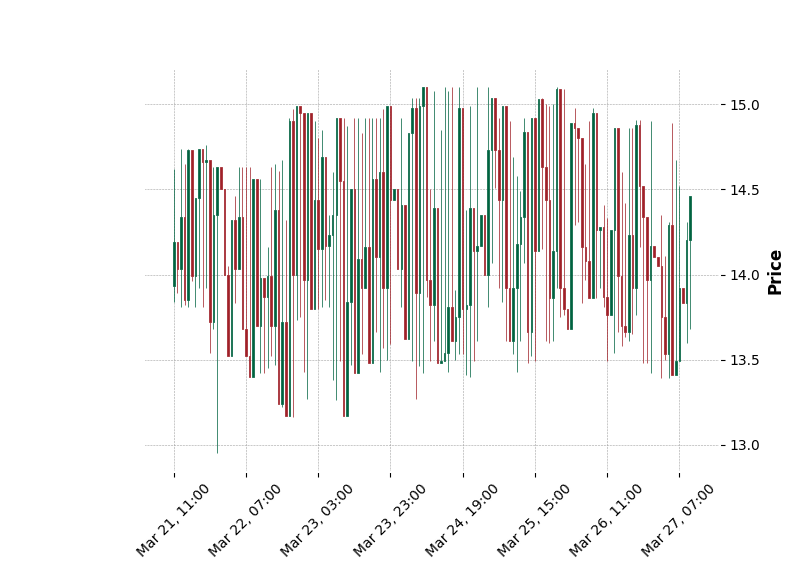 15.0
14.5
14.0
13.5
13.0
Price
Mar 21, 11:00
Mar 22, 07:00
Mar 23, 03:00
Mar 23, 23:00
Mar 24, 19:00
Mar 25, 15:00
Mar 26, 11:00
Mar 27, 07:00